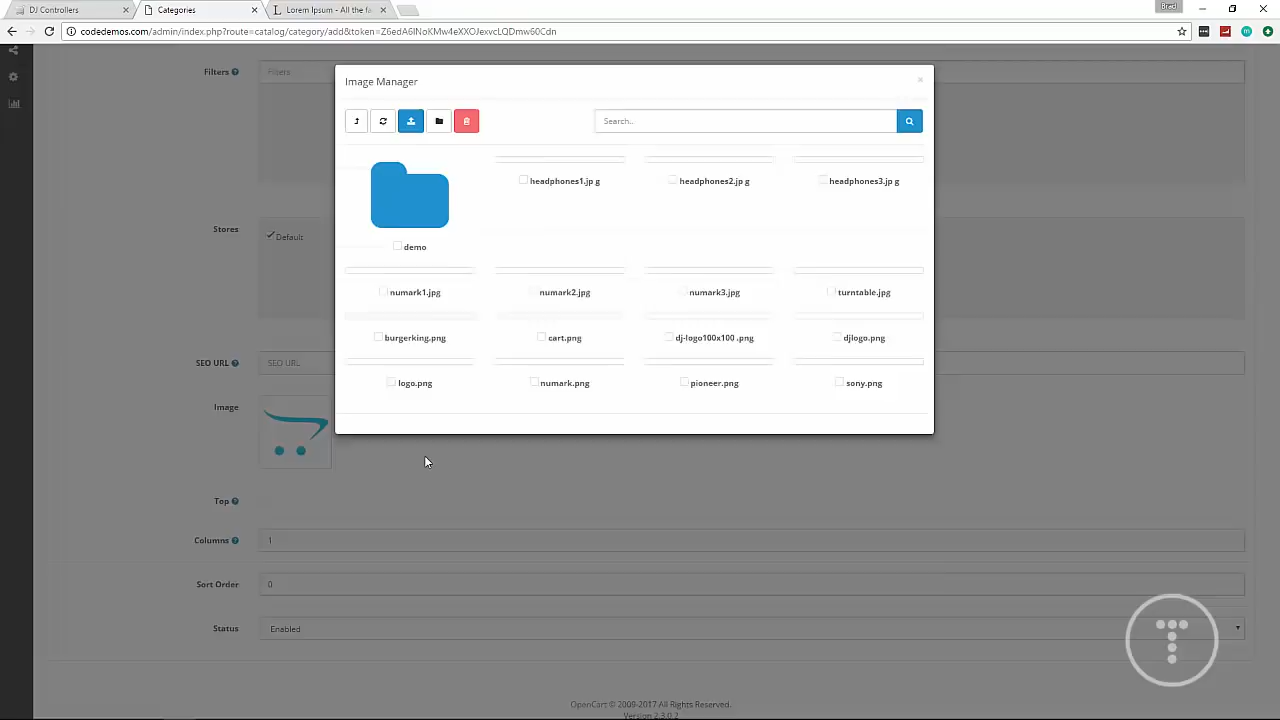 DJ Controllers
Categories
Lorem Ipsum - All the fa
Bred
codedemos.com/admin/index.php?route=catalog/category/add&token=
Filters
Filters
Image Manager
Search..
headphones1.jp g
headphones2.jp g
headphones3.jp g
Stores
Default
demo
numark1.jpg
numark2.jpg
numark3.jpg
turntable.jpg
burgerking.png
cart.png
dj-logo100x100 .png
djlogo.png
SEO URL
SEO URL
logo.png
numark.png
pioneer.png
sony.png
Image
Top
Columns
1
Sort Order
0
Status
Enabled
OpenCart © 2009-2017 All Rights Reserved.
Version 2.3.0.2